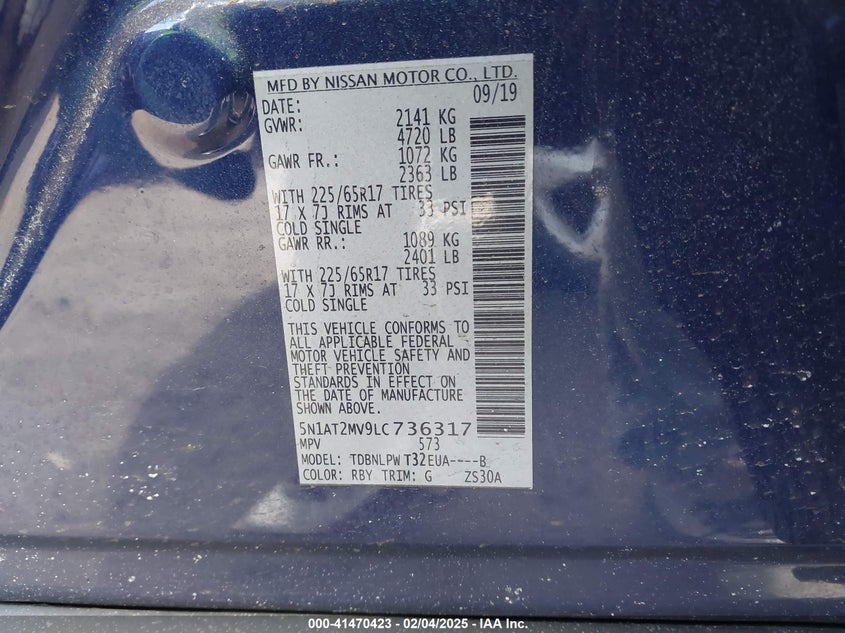 MFD BY NISSAN MOTOR CO., LTD.
DATE: 09/19
GVWR: 2141 KG
4720 LB
GAWR FR.: 1072 KG
2363 LB
WITH 225/65R17 TIRES
17 X 7J RIMS AT 33 PSI
COLD SINGLE
GAWR RR.: 1089 KG
2401 LB
WITH 225/65R17 TIRES
17 X 7J RIMS AT 33 PSI
COLD SINGLE
THIS VEHICLE CONFORMS TO
ALL APPLICABLE FEDERAL
MOTOR VEHICLE SAFETY AND
THEFT PREVENTION
STANDARDS IN EFFECT ON
THE DATE OF MANUFACTURE
SHOWN ABOVE.
5N1AT2MV9LC736317
MPV 573
MODEL: TDBNLPW T32EUA----B
COLOR: RBY TRIM: G ZS30A
000-41470423 - 02/04/2025 - IAA Inc.